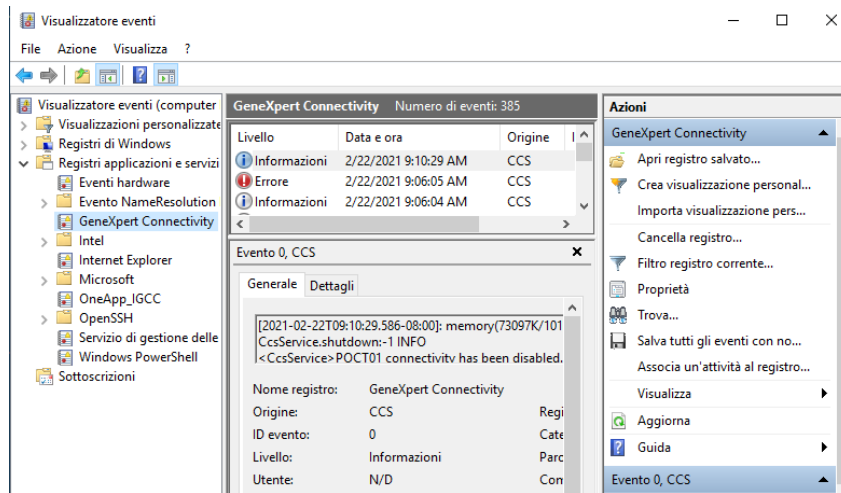 Visualizzatore eventi
File Azione Visualizza ?
Visualizzatore eventi (computer
Visualizzazioni personalizzate
Registri di Windows
Registri applicazioni e servizi
Eventi hardware
Evento NameResolution
GeneXpert Connectivity
Intel
Internet Explorer
Microsoft
OneApp_IGCC
OpenSSH
Servizio di gestione delle
Windows PowerShell
Sottoscrizioni
GeneXpert Connectivity Numero di eventi: 385
Livello Data e ora Origine
Informazioni 2/22/2021 9:10:29 AM CCS
Errore 2/22/2021 9:06:05 AM CCS
Informazioni 2/22/2021 9:06:04 AM CCS
Evento 0, CCS
Generale Dettagli
[2021-02-22T09:10:29.586-08:00]: memory(73097K/101
CcsService.shutdown:-1 INFO
<CcsService>POCT01 connectivity has been disabled.
Nome registro: GeneXpert Connectivity
Origine: CCS Regi
ID evento: 0 Cate
Livello: Informazioni Parc
Utente: N/D Com
Azioni
GeneXpert Connectivity
Apri registro salvato...
Crea visualizzazione personal...
Importa visualizzazione pers...
Cancella registro...
Filtro registro corrente...
Proprietà
Trova...
Salva tutti gli eventi con no...
Associa un'attività al registro...
Visualizza
Aggiorna
Guida
Evento 0, CCS